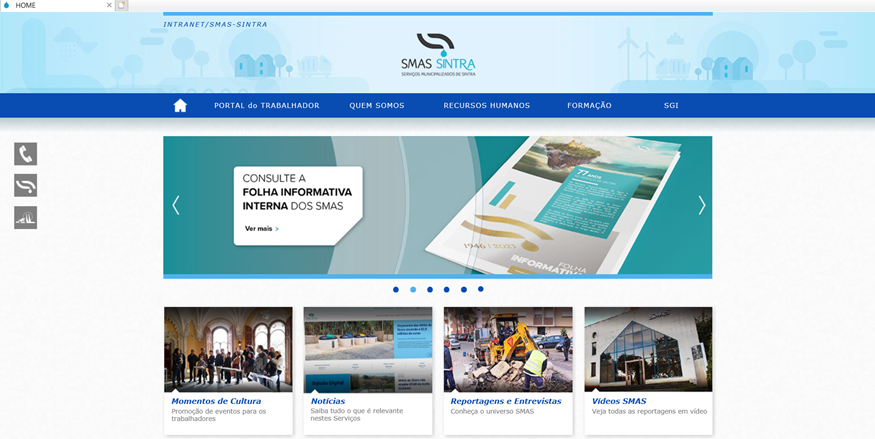 HOME
INTRANET/SMAS-SINTRA
SMAS SINTRA
SERVIÇOS MUNICIPALIZADOS DE SINTRA
PORTAL do TRABALHADOR QUEM SOMOS RECURSOS HUMANOS FORMAÇÃO SGI
CONSULTE A
FOLHA INFORMATIVA
INTERNA DOS SMAS
Ver mais >
77 ANOS
1946 | 2023
FOLHA
INFORMATIV
Momentos de Cultura
Promoção de eventos para os
trabalhadores
Notícias
Saiba tudo o que é relevante
nestes Serviços
Reportagens e Entrevistas
Conheça o universo SMAS
Vídeos SMAS
Veja todas as reportagens em vídeo